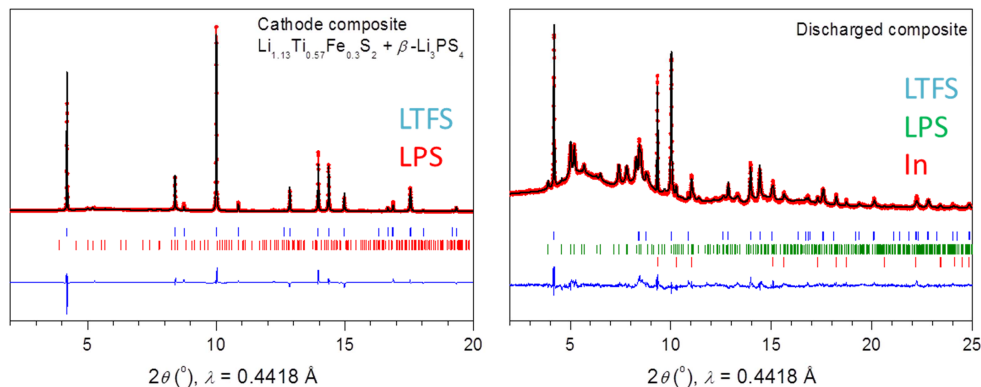 Cathode composite
Li₁.₁₃Ti₀.₅₇Fe₀.₃S₂ + β-Li₃PS₄
LTFS
LPS
5 10 15 20
2θ (°), λ = 0.4418 Å
Discharged composite
LTFS
LPS
In
5 10 15 20 25
2θ (°), λ = 0.4418 Å